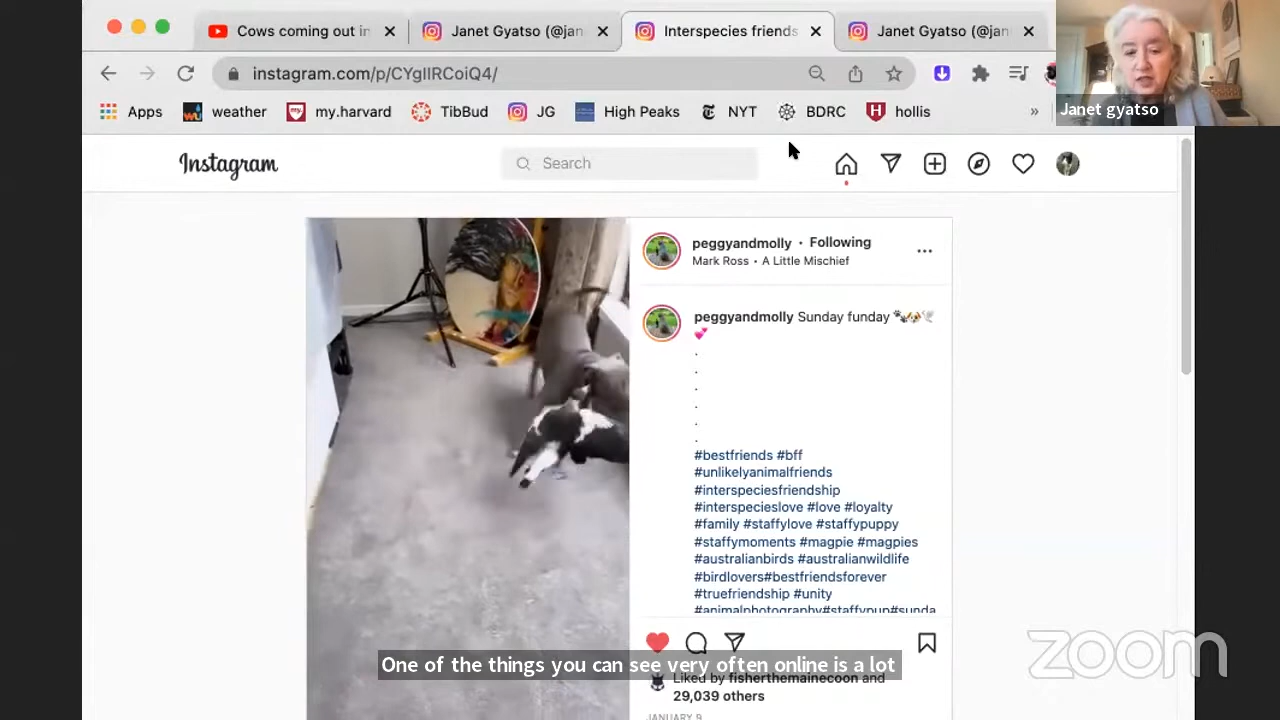 Cows coming out in
Janet Gyatso (@jan
Interspecies friends
Janet Gyatso (@jan
instagram.com/p/CYgllRCoiQ4/
Apps
weather
my.harvard
TibBud
JG
High Peaks
NYT
BDRC
hollis
»
Janet gyatso
Instagram
Search
peggyandmolly • Following
Mark Ross • A Little Mischief
peggyandmolly Sunday funday 🐾🐶🕊
💕
.
.
.
.
.
.
#bestfriends #bff
#unlikelyanimalfriends
#interspeciesfriendship
#interspecieslove #love #loyalty
#family #staffylove #staffypuppy
#staffymoments #magpie #magpies
#australianbirds #australianwildlife
#birdlovers#bestfriendsforever
#truefriendship #unity
#animalphotography#staffypup#sunda
One of the things you can see very often online is a lot
Liked by fisherthemainecoon and
29,039 others
JANUARY 9
zoom